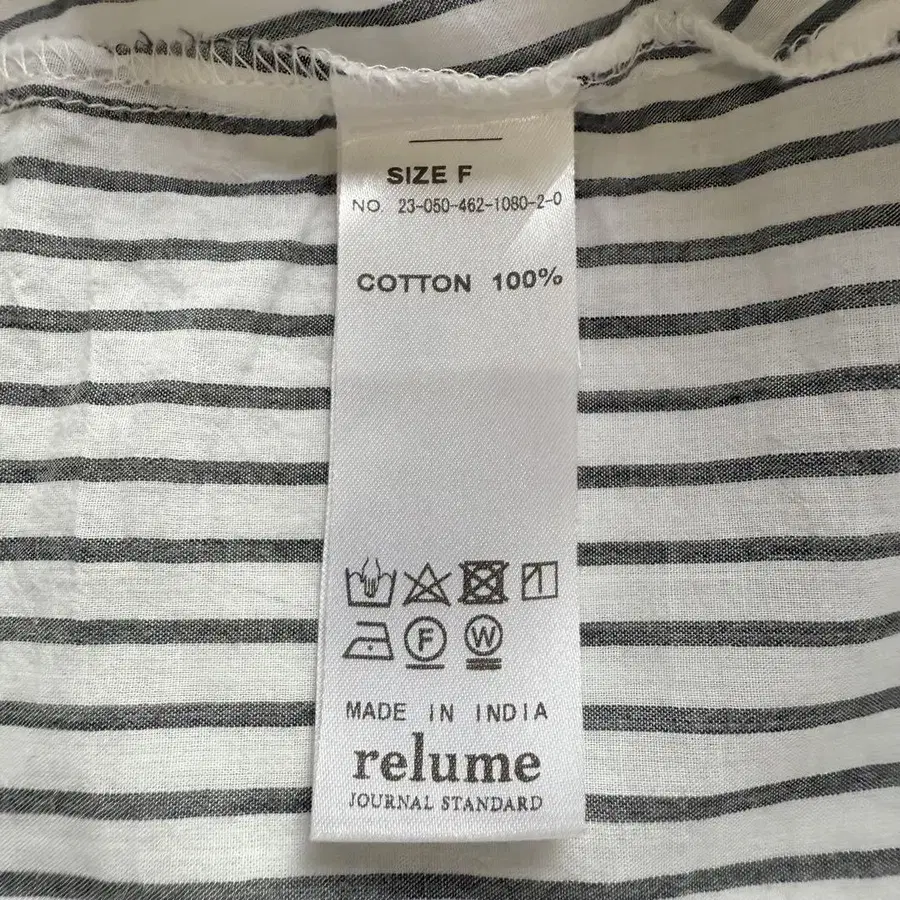 SIZE F
NO. 23-050-462-1080-2-0
COTTON 100%
F W
MADE IN INDIA
relume
JOURNAL STANDARD